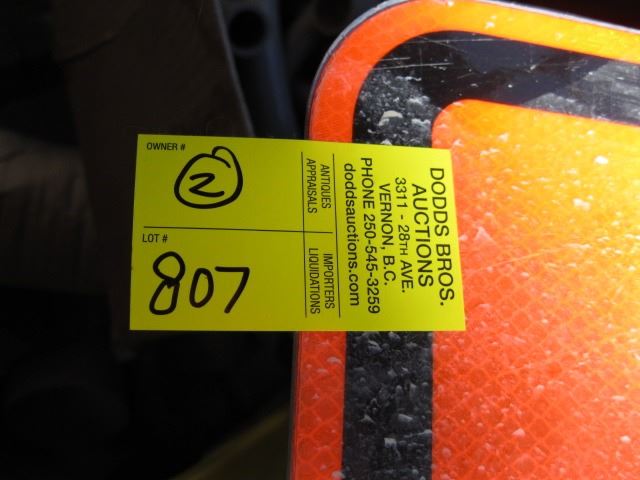 DODDS BROS.
AUCTIONS
3311 - 28TH AVE.
VERNON, B.C.
PHONE 250-545-3259
doddsauctions.com
ANTIQUES
APPRAISALS
IMPORTERS
LIQUIDATIONS
OWNER #
2
LOT #
807